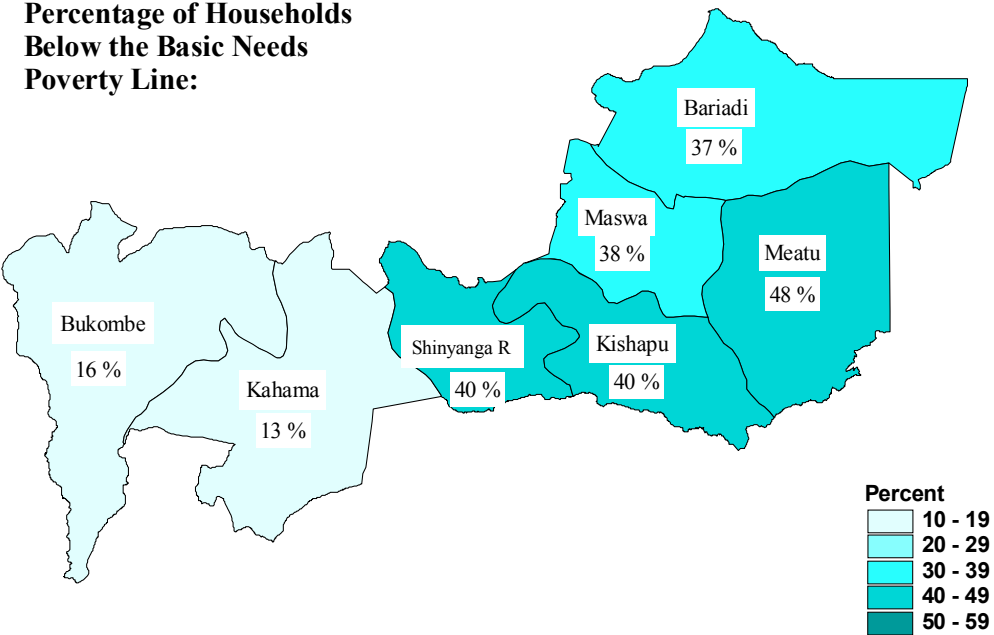 Percentage of Households
Below the Basic Needs
Poverty Line:
Bariadi
37 %
Maswa
38 %
Meatu
48 %
Bukombe
16 %
Shinyanga R
40 %
Kishapu
40 %
Kahama
13 %
Percent
10 - 19
20 - 29
30 - 39
40 - 49
50 - 59